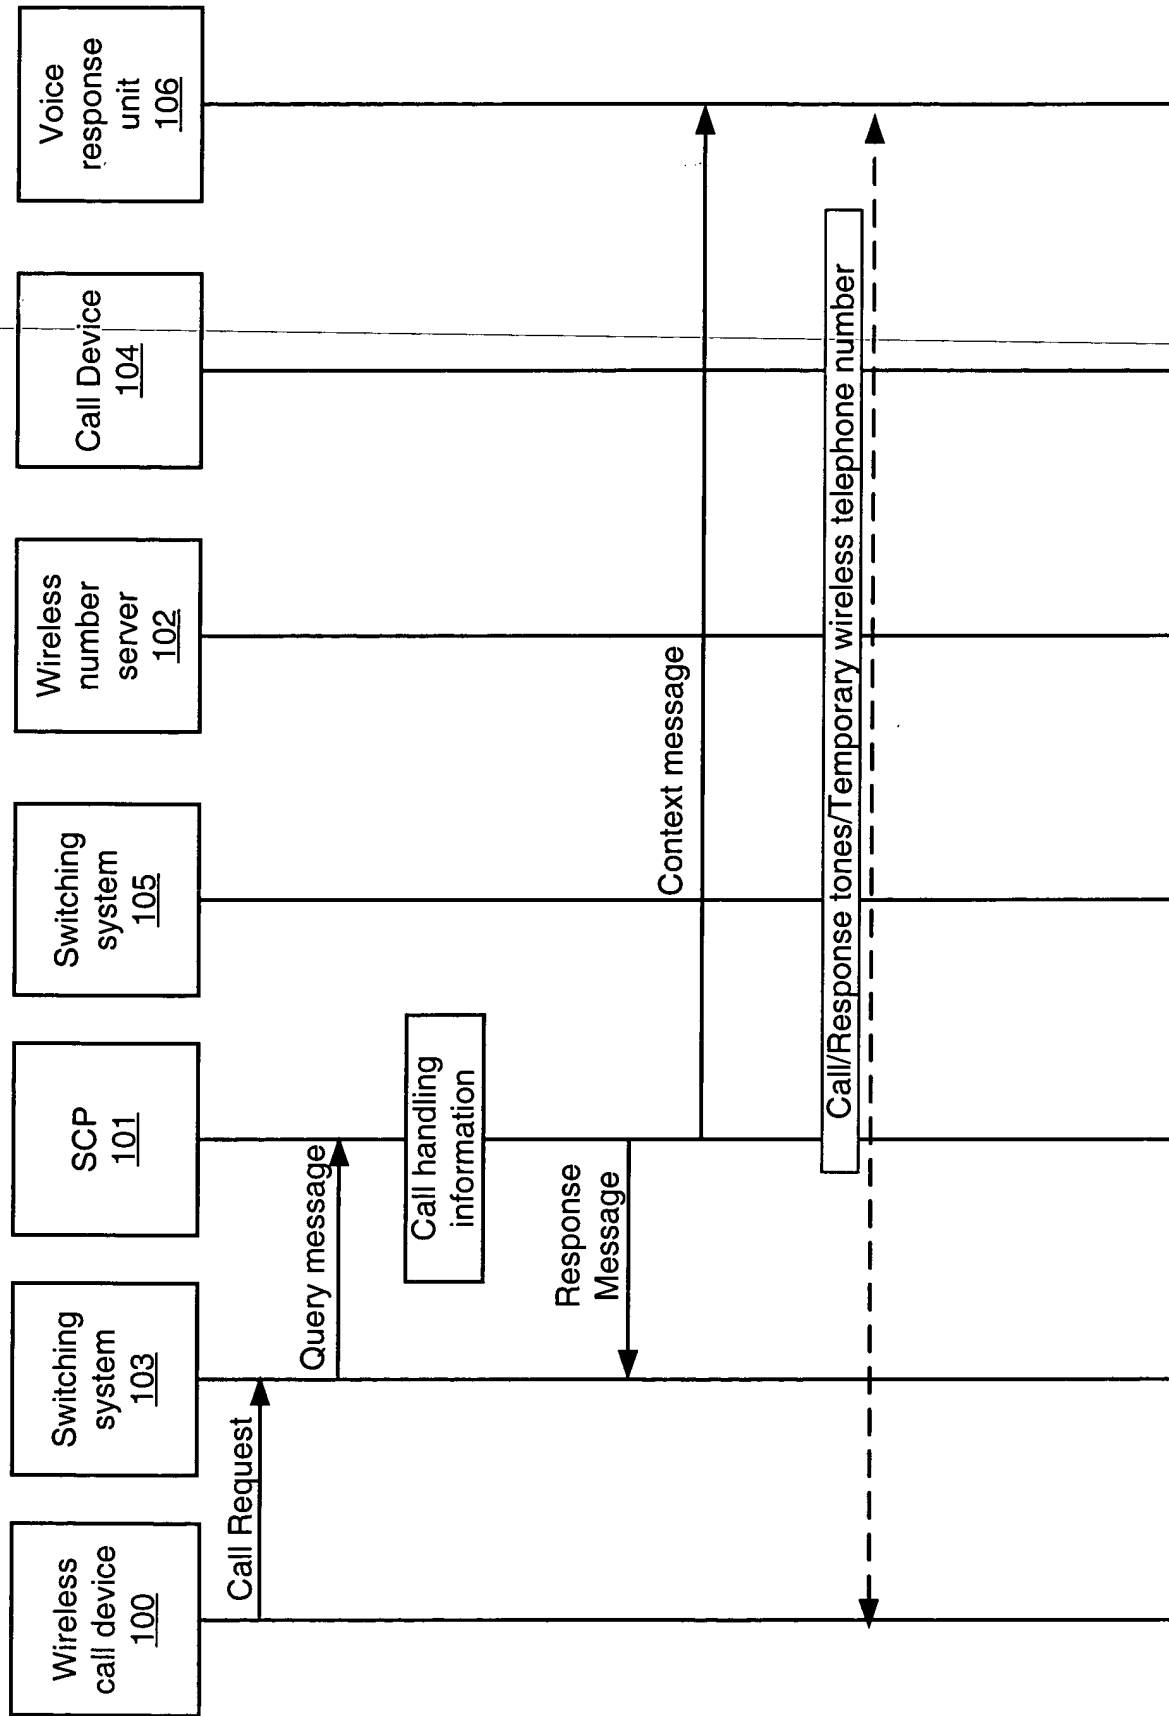 Wireless
call device
100
Switching
system
103
SCP
101
Switching
system
105
Wireless
number
server
102
Call Device
104
Voice
response
unit
106
Call Request
Query message
Call handling
information
Response
Message
Context message
Call/Response tones/Temporary wireless telephone number